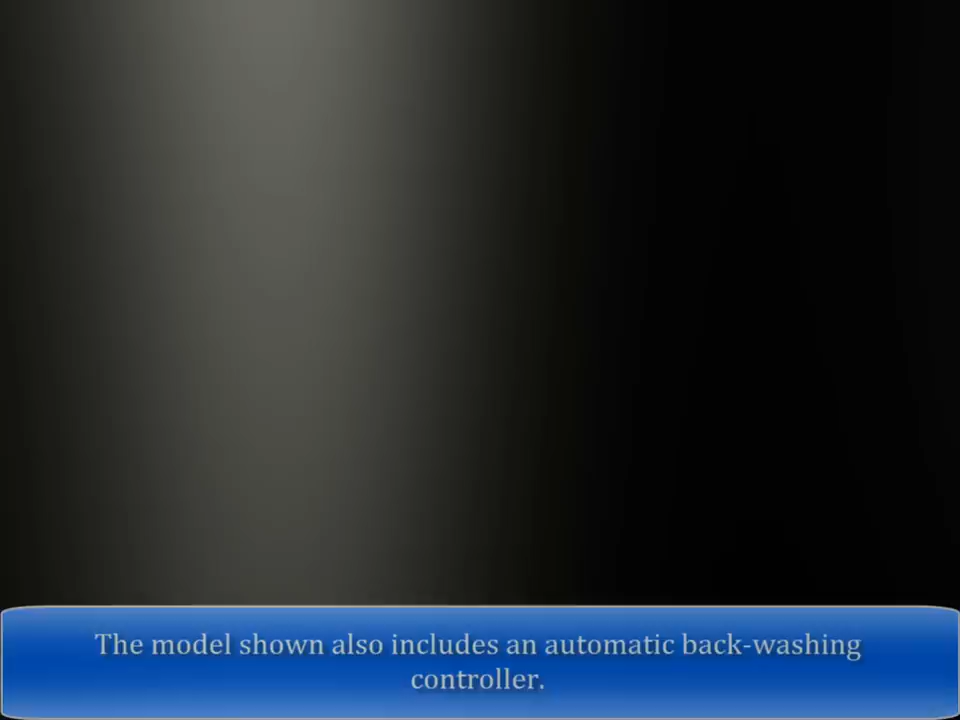 The model shown also includes an automatic back-washing
controller.